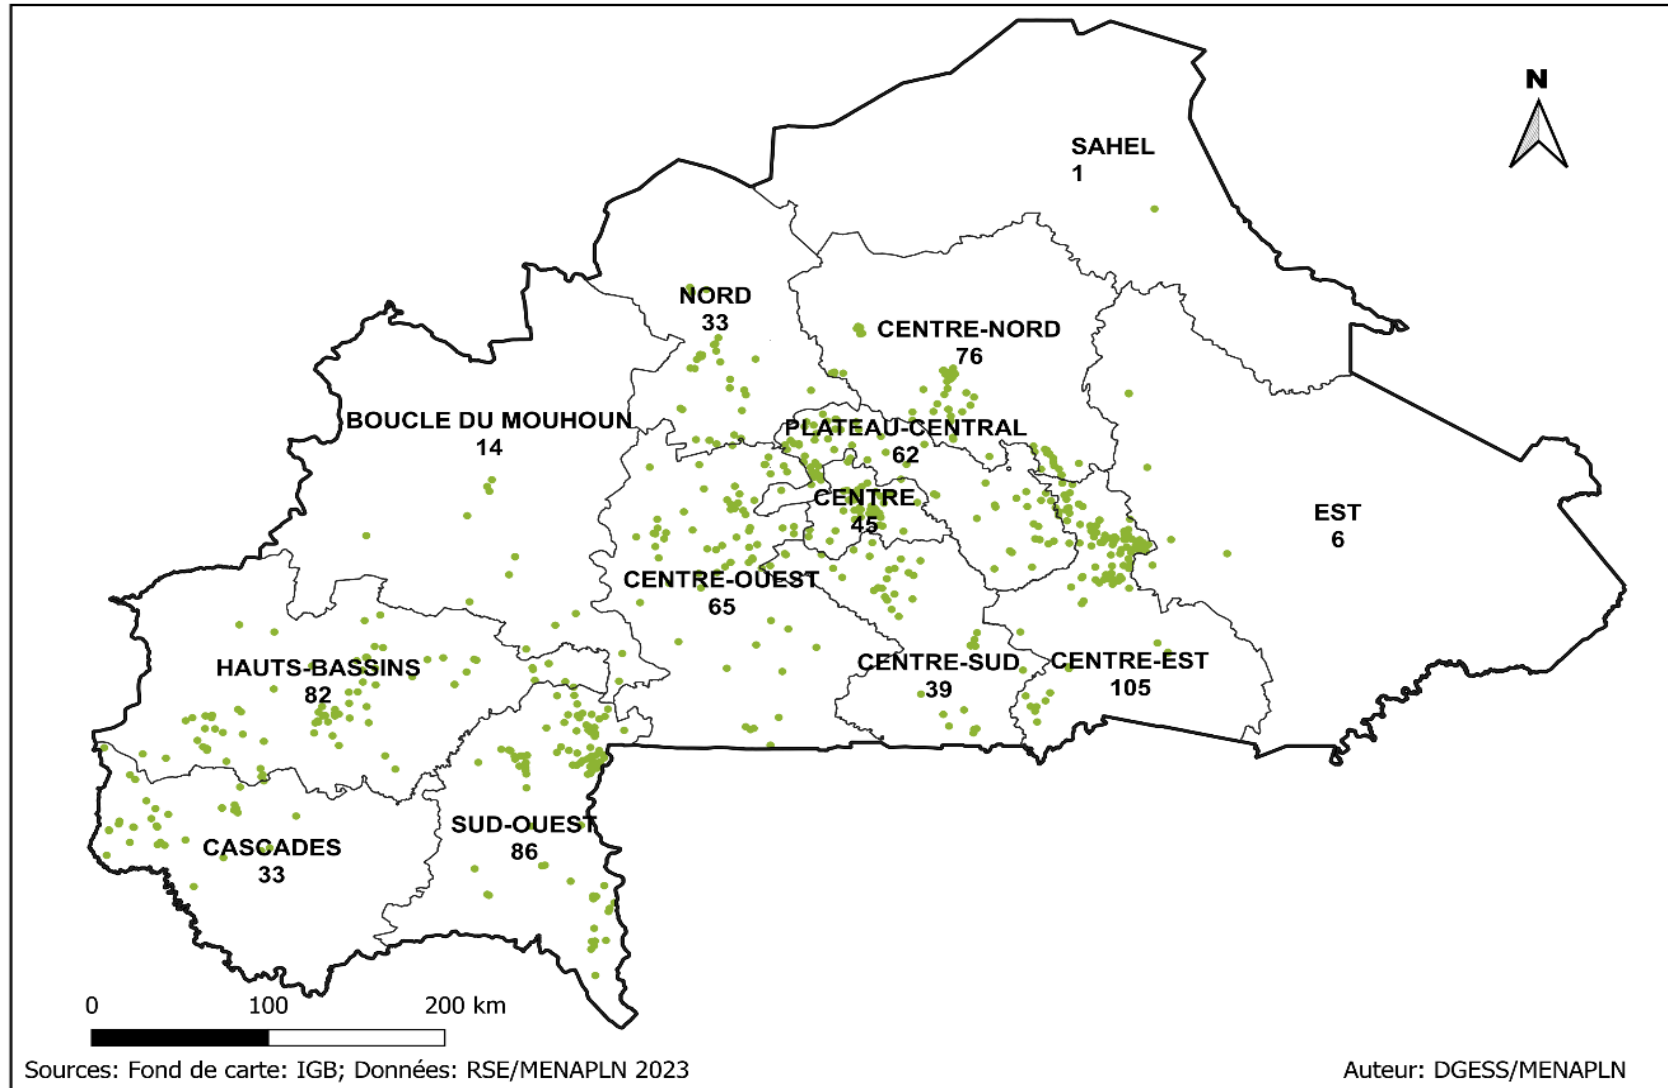 N
SAHEL
1
NORD
33
CENTRE-NORD
76
BOUCLE DU MOUHOUN
14
PLATEAU-CENTRAL
62
CENTRE
45
EST
6
CENTRE-OUEST
65
HAUTS-BASSINS
82
CENTRE-SUD
39
CENTRE-EST
105
SUD-OUEST
86
CASCADES
33
0 100 200 km
Sources: Fond de carte: IGB; Données: RSE/MENAPLN 2023
Auteur: DGESS/MENAPLN